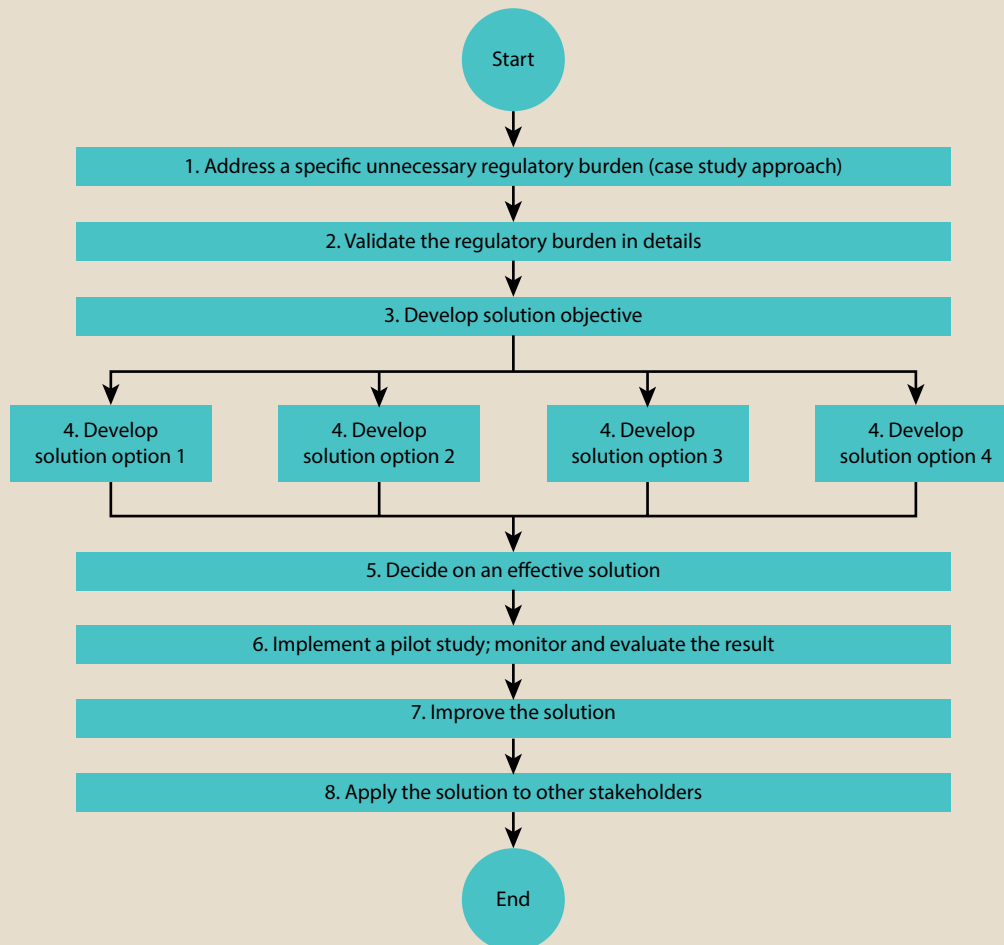 Start
1. Address a specific unnecessary regulatory burden (case study approach)
2. Validate the regulatory burden in details
3. Develop solution objective
4. Develop
solution option 1
4. Develop
solution option 2
4. Develop
solution option 3
4. Develop
solution option 4
5. Decide on an effective solution
6. Implement a pilot study; monitor and evaluate the result
7. Improve the solution
8. Apply the solution to other stakeholders
End